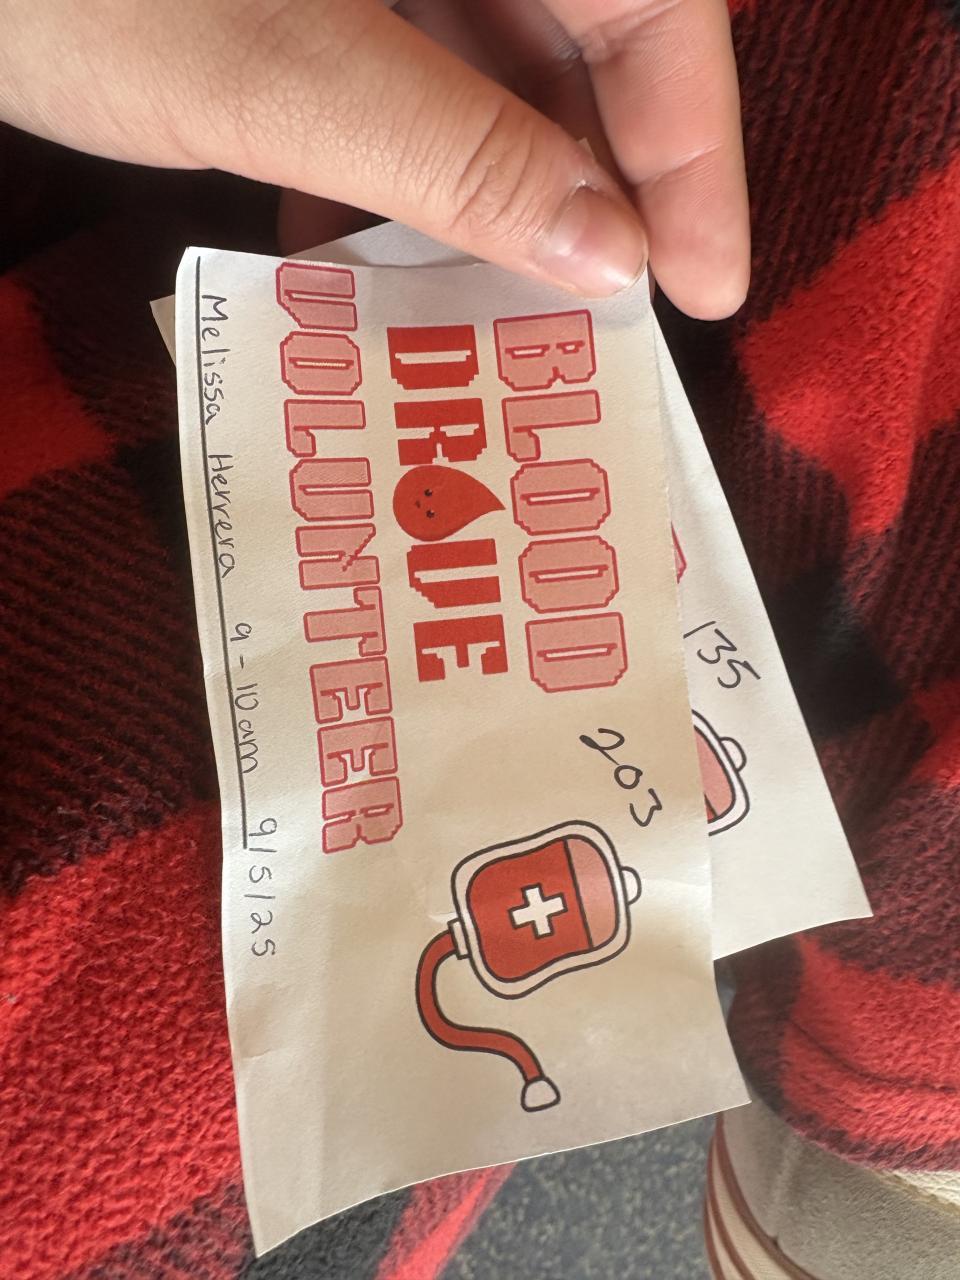 BLOOD
DRIVE
VOLUNTEER
203
Melissa Herrera 9-10am 9/5/25
135